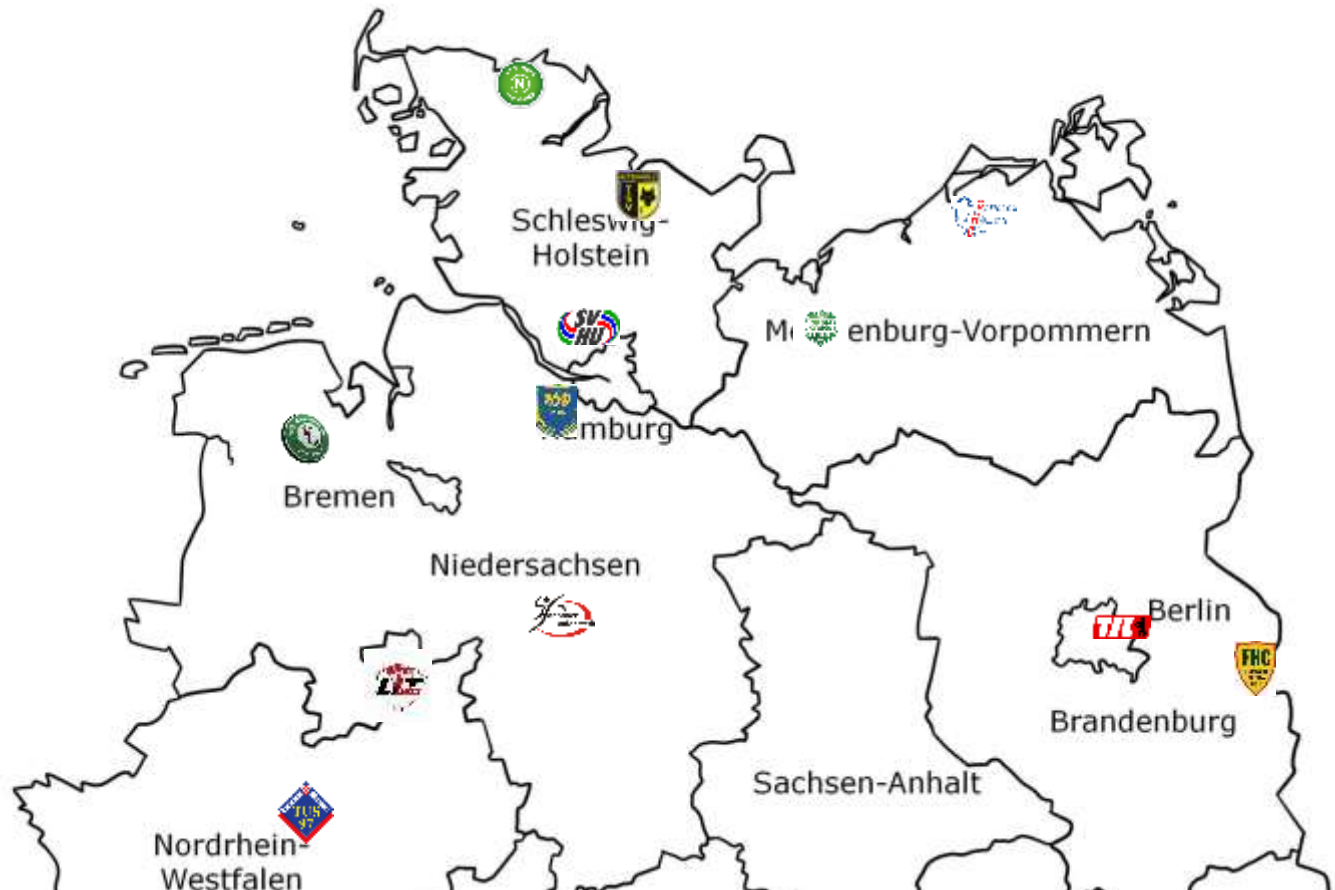 N
Schleswig-
Holstein
SV
HU
M enburg-Vorpommern
mburg
Bremen
Niedersachsen
Berlin
FHC
Brandenburg
Sachsen-Anhalt
TUS
97
Nordrhein-
Westfalen